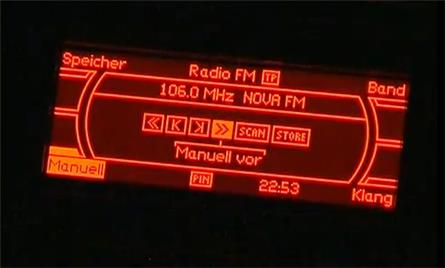 Speicher
Radio FM TP
Band
106.0 MHz NOVA FM
SCAN STORE
Manuell vor
Manuell
PIN
22:53
Klang